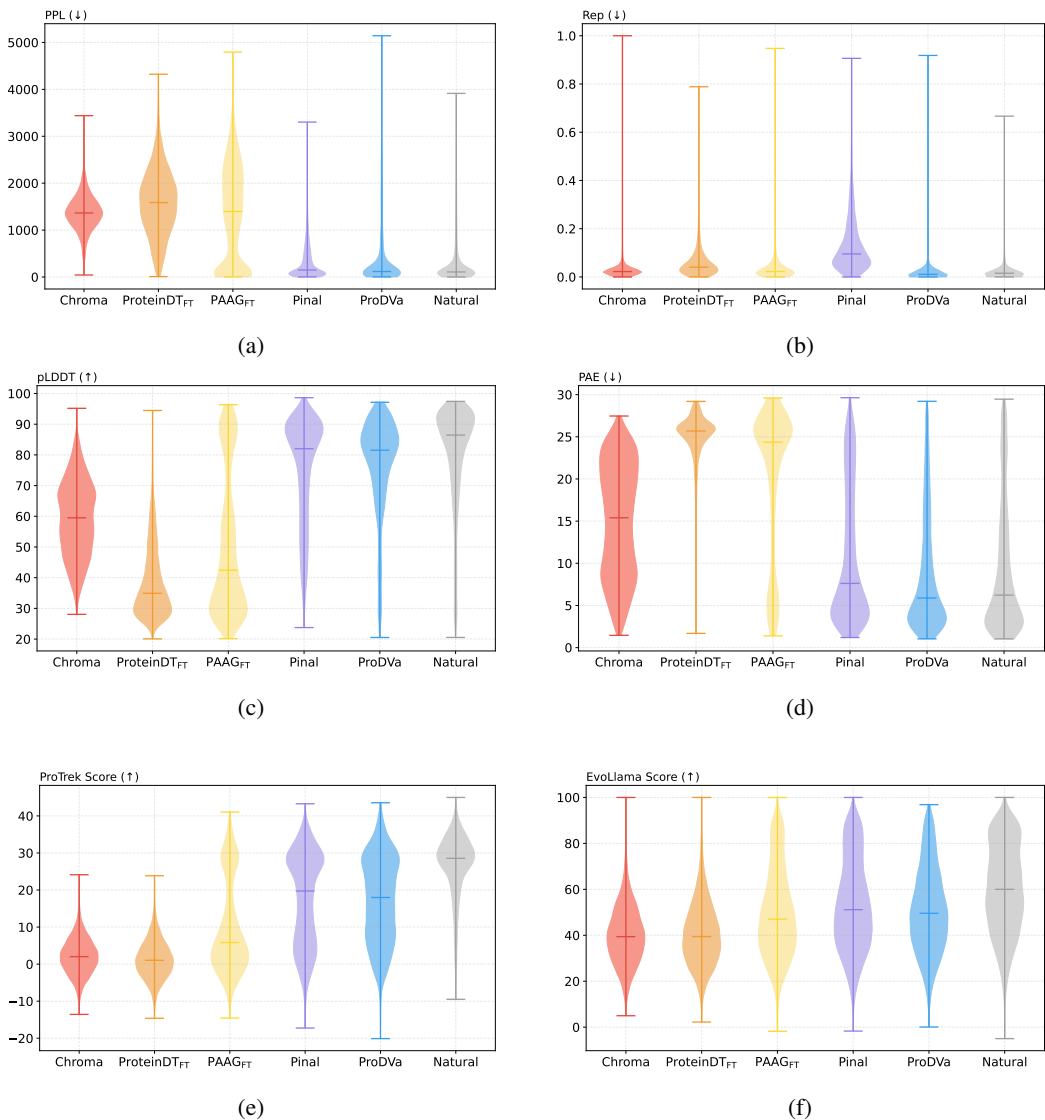 PPL (↓)
5000
4000
3000
2000
1000
0
Chroma ProteinDT_FT PAAG_FT Pinal ProDVa Natural
(a)
Rep (↓)
1.0
0.8
0.6
0.4
0.2
0.0
Chroma ProteinDT_FT PAAG_FT Pinal ProDVa Natural
(b)
pLDDT (↑)
100
90
80
70
60
50
40
30
20
Chroma ProteinDT_FT PAAG_FT Pinal ProDVa Natural
(c)
PAE (↓)
30
25
20
15
10
5
0
Chroma ProteinDT_FT PAAG_FT Pinal ProDVa Natural
(d)
ProTrek Score (↑)
40
30
20
10
0
−10
−20
Chroma ProteinDT_FT PAAG_FT Pinal ProDVa Natural
(e)
EvoLlama Score (↑)
100
80
60
40
20
0
Chroma ProteinDT_FT PAAG_FT Pinal ProDVa Natural
(f)